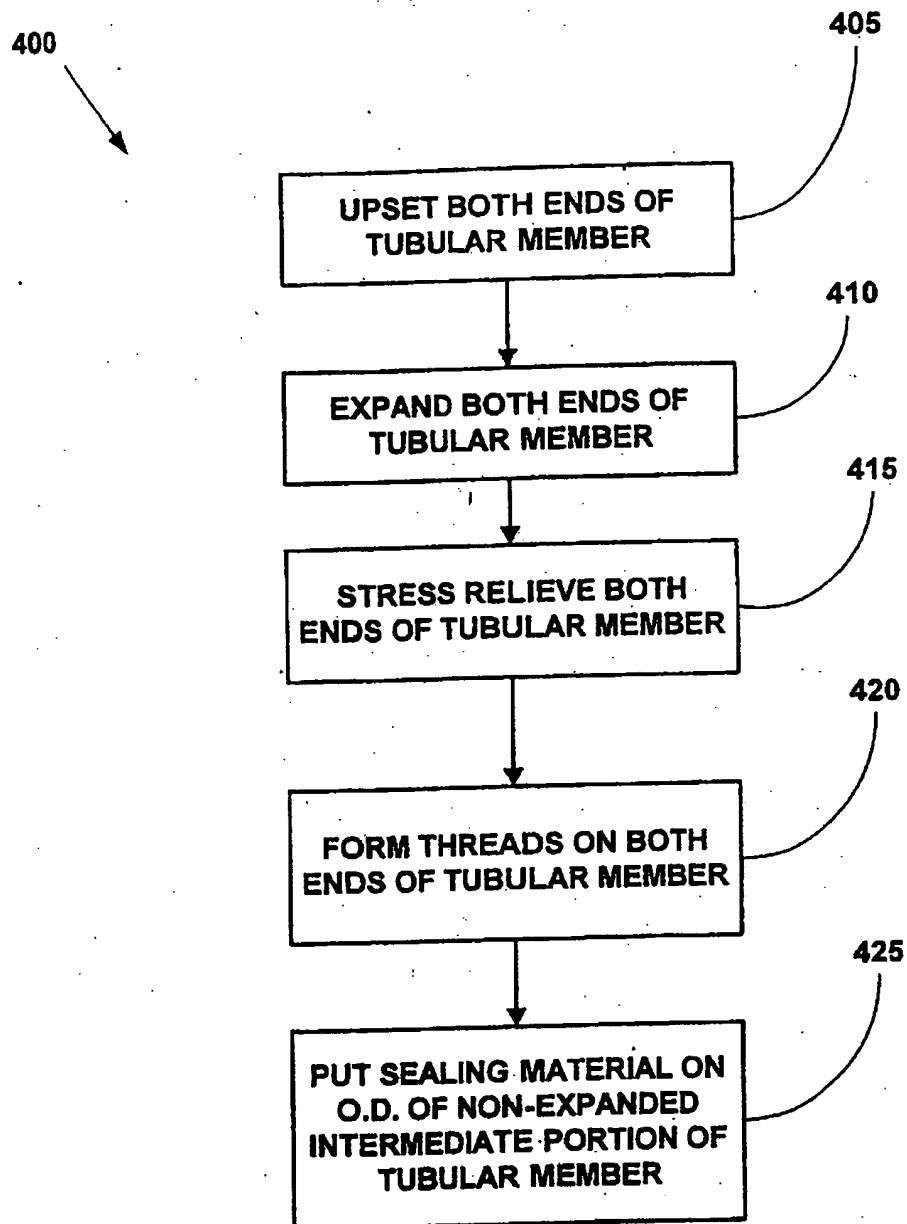 400
405
UPSET BOTH ENDS OF
TUBULAR MEMBER
410
EXPAND BOTH ENDS OF
TUBULAR MEMBER
415
STRESS RELIEVE BOTH
ENDS OF TUBULAR MEMBER
420
FORM THREADS ON BOTH
ENDS OF TUBULAR MEMBER
425
PUT SEALING MATERIAL ON
O.D. OF NON-EXPANDED
INTERMEDIATE PORTION OF
TUBULAR MEMBER